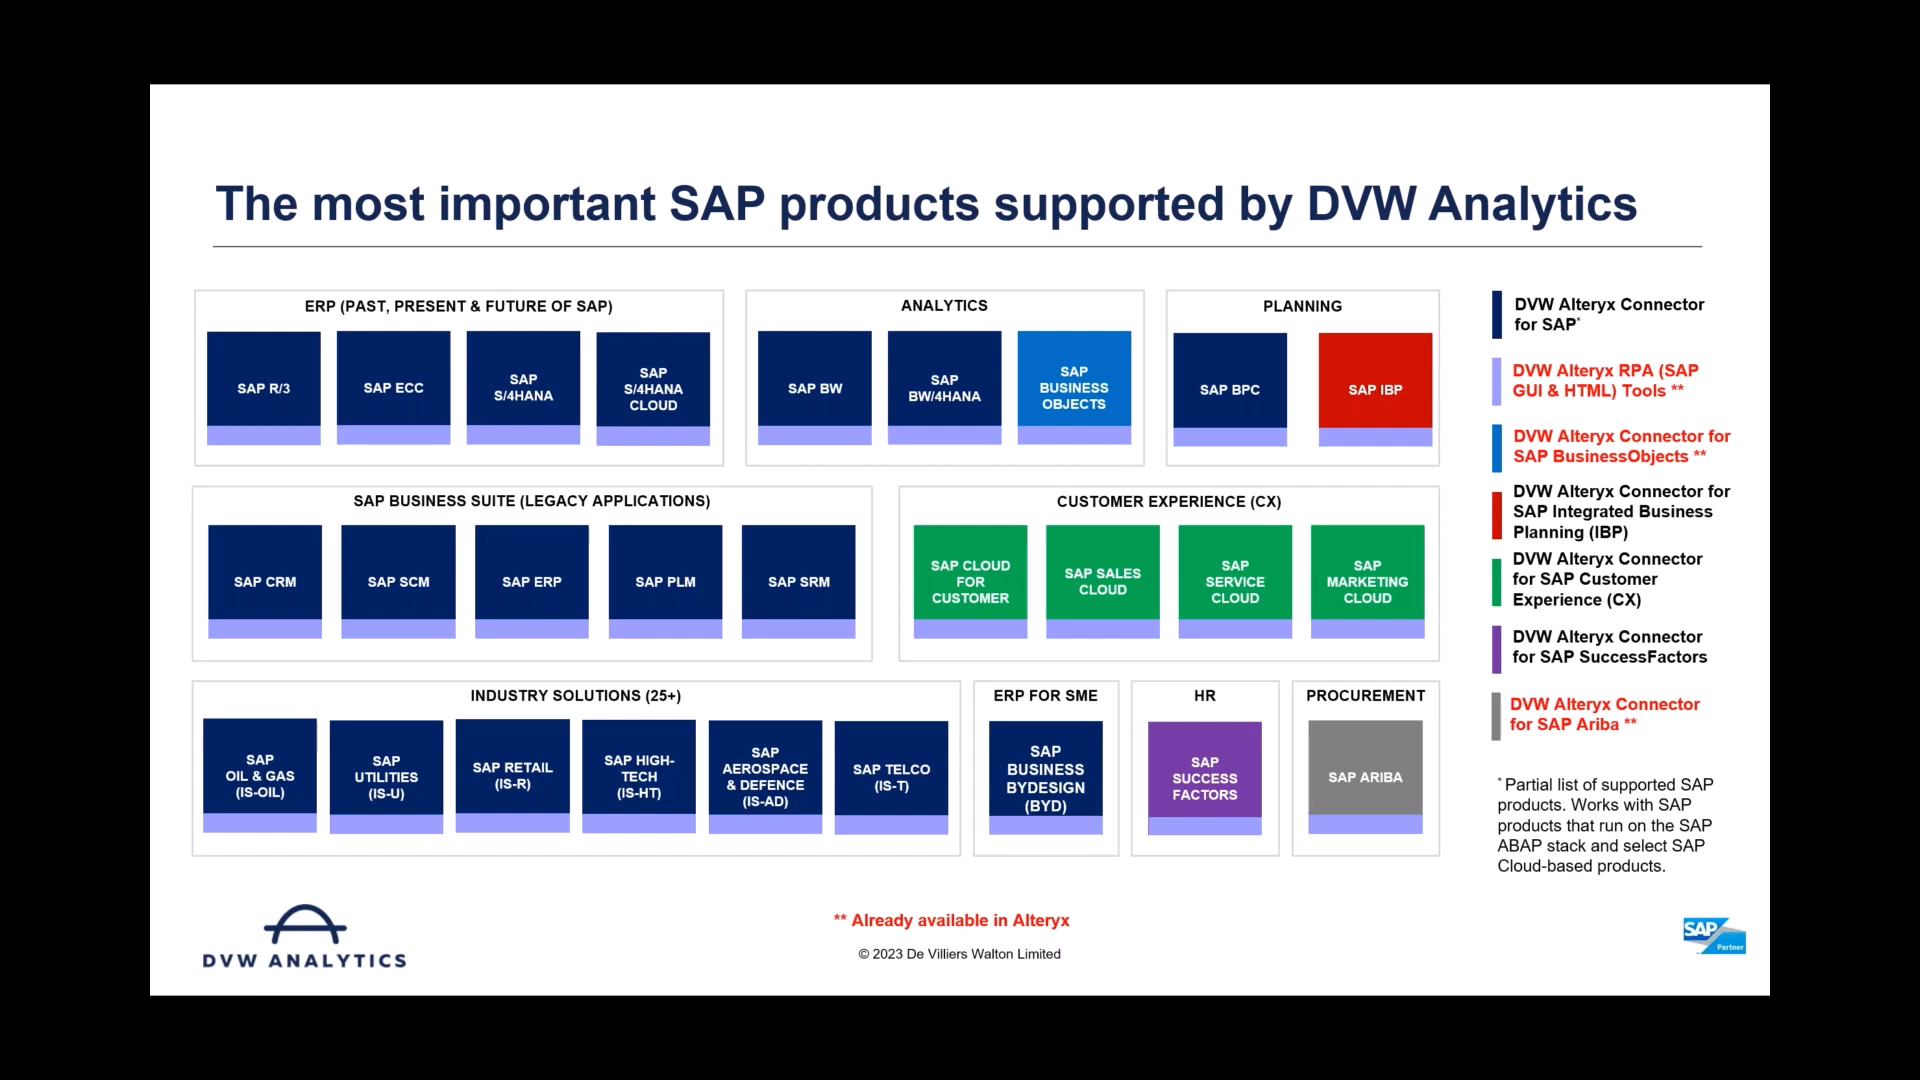 The most important SAP products supported by DVW Analytics
ERP (PAST, PRESENT & FUTURE OF SAP)
SAP R/3
SAP ECC
SAP
S/4HANA
SAP
S/4HANA
CLOUD
ANALYTICS
SAP BW
SAP
BW/4HANA
SAP
BUSINESS
OBJECTS
PLANNING
SAP BPC
SAP IBP
SAP BUSINESS SUITE (LEGACY APPLICATIONS)
SAP CRM
SAP SCM
SAP ERP
SAP PLM
SAP SRM
CUSTOMER EXPERIENCE (CX)
SAP CLOUD
FOR
CUSTOMER
SAP SALES
CLOUD
SAP
SERVICE
CLOUD
SAP
MARKETING
CLOUD
INDUSTRY SOLUTIONS (25+)
SAP
OIL & GAS
(IS-OIL)
SAP
UTILITIES
(IS-U)
SAP RETAIL
(IS-R)
SAP HIGH-
TECH
(IS-HT)
SAP
AEROSPACE
& DEFENCE
(IS-AD)
SAP TELCO
(IS-T)
ERP FOR SME
SAP
BUSINESS
BYDESIGN
(BYD)
HR
SAP
SUCCESS
FACTORS
PROCUREMENT
SAP ARIBA
DVW Alteryx Connector
for SAP*
DVW Alteryx RPA (SAP
GUI & HTML) Tools **
DVW Alteryx Connector for
SAP BusinessObjects **
DVW Alteryx Connector for
SAP Integrated Business
Planning (IBP)
DVW Alteryx Connector
for SAP Customer
Experience (CX)
DVW Alteryx Connector
for SAP SuccessFactors
DVW Alteryx Connector
for SAP Ariba **
* Partial list of supported SAP
products. Works with SAP
products that run on the SAP
ABAP stack and select SAP
Cloud-based products.
DVW ANALYTICS
** Already available in Alteryx
© 2023 De Villiers Walton Limited
SAP
Partner